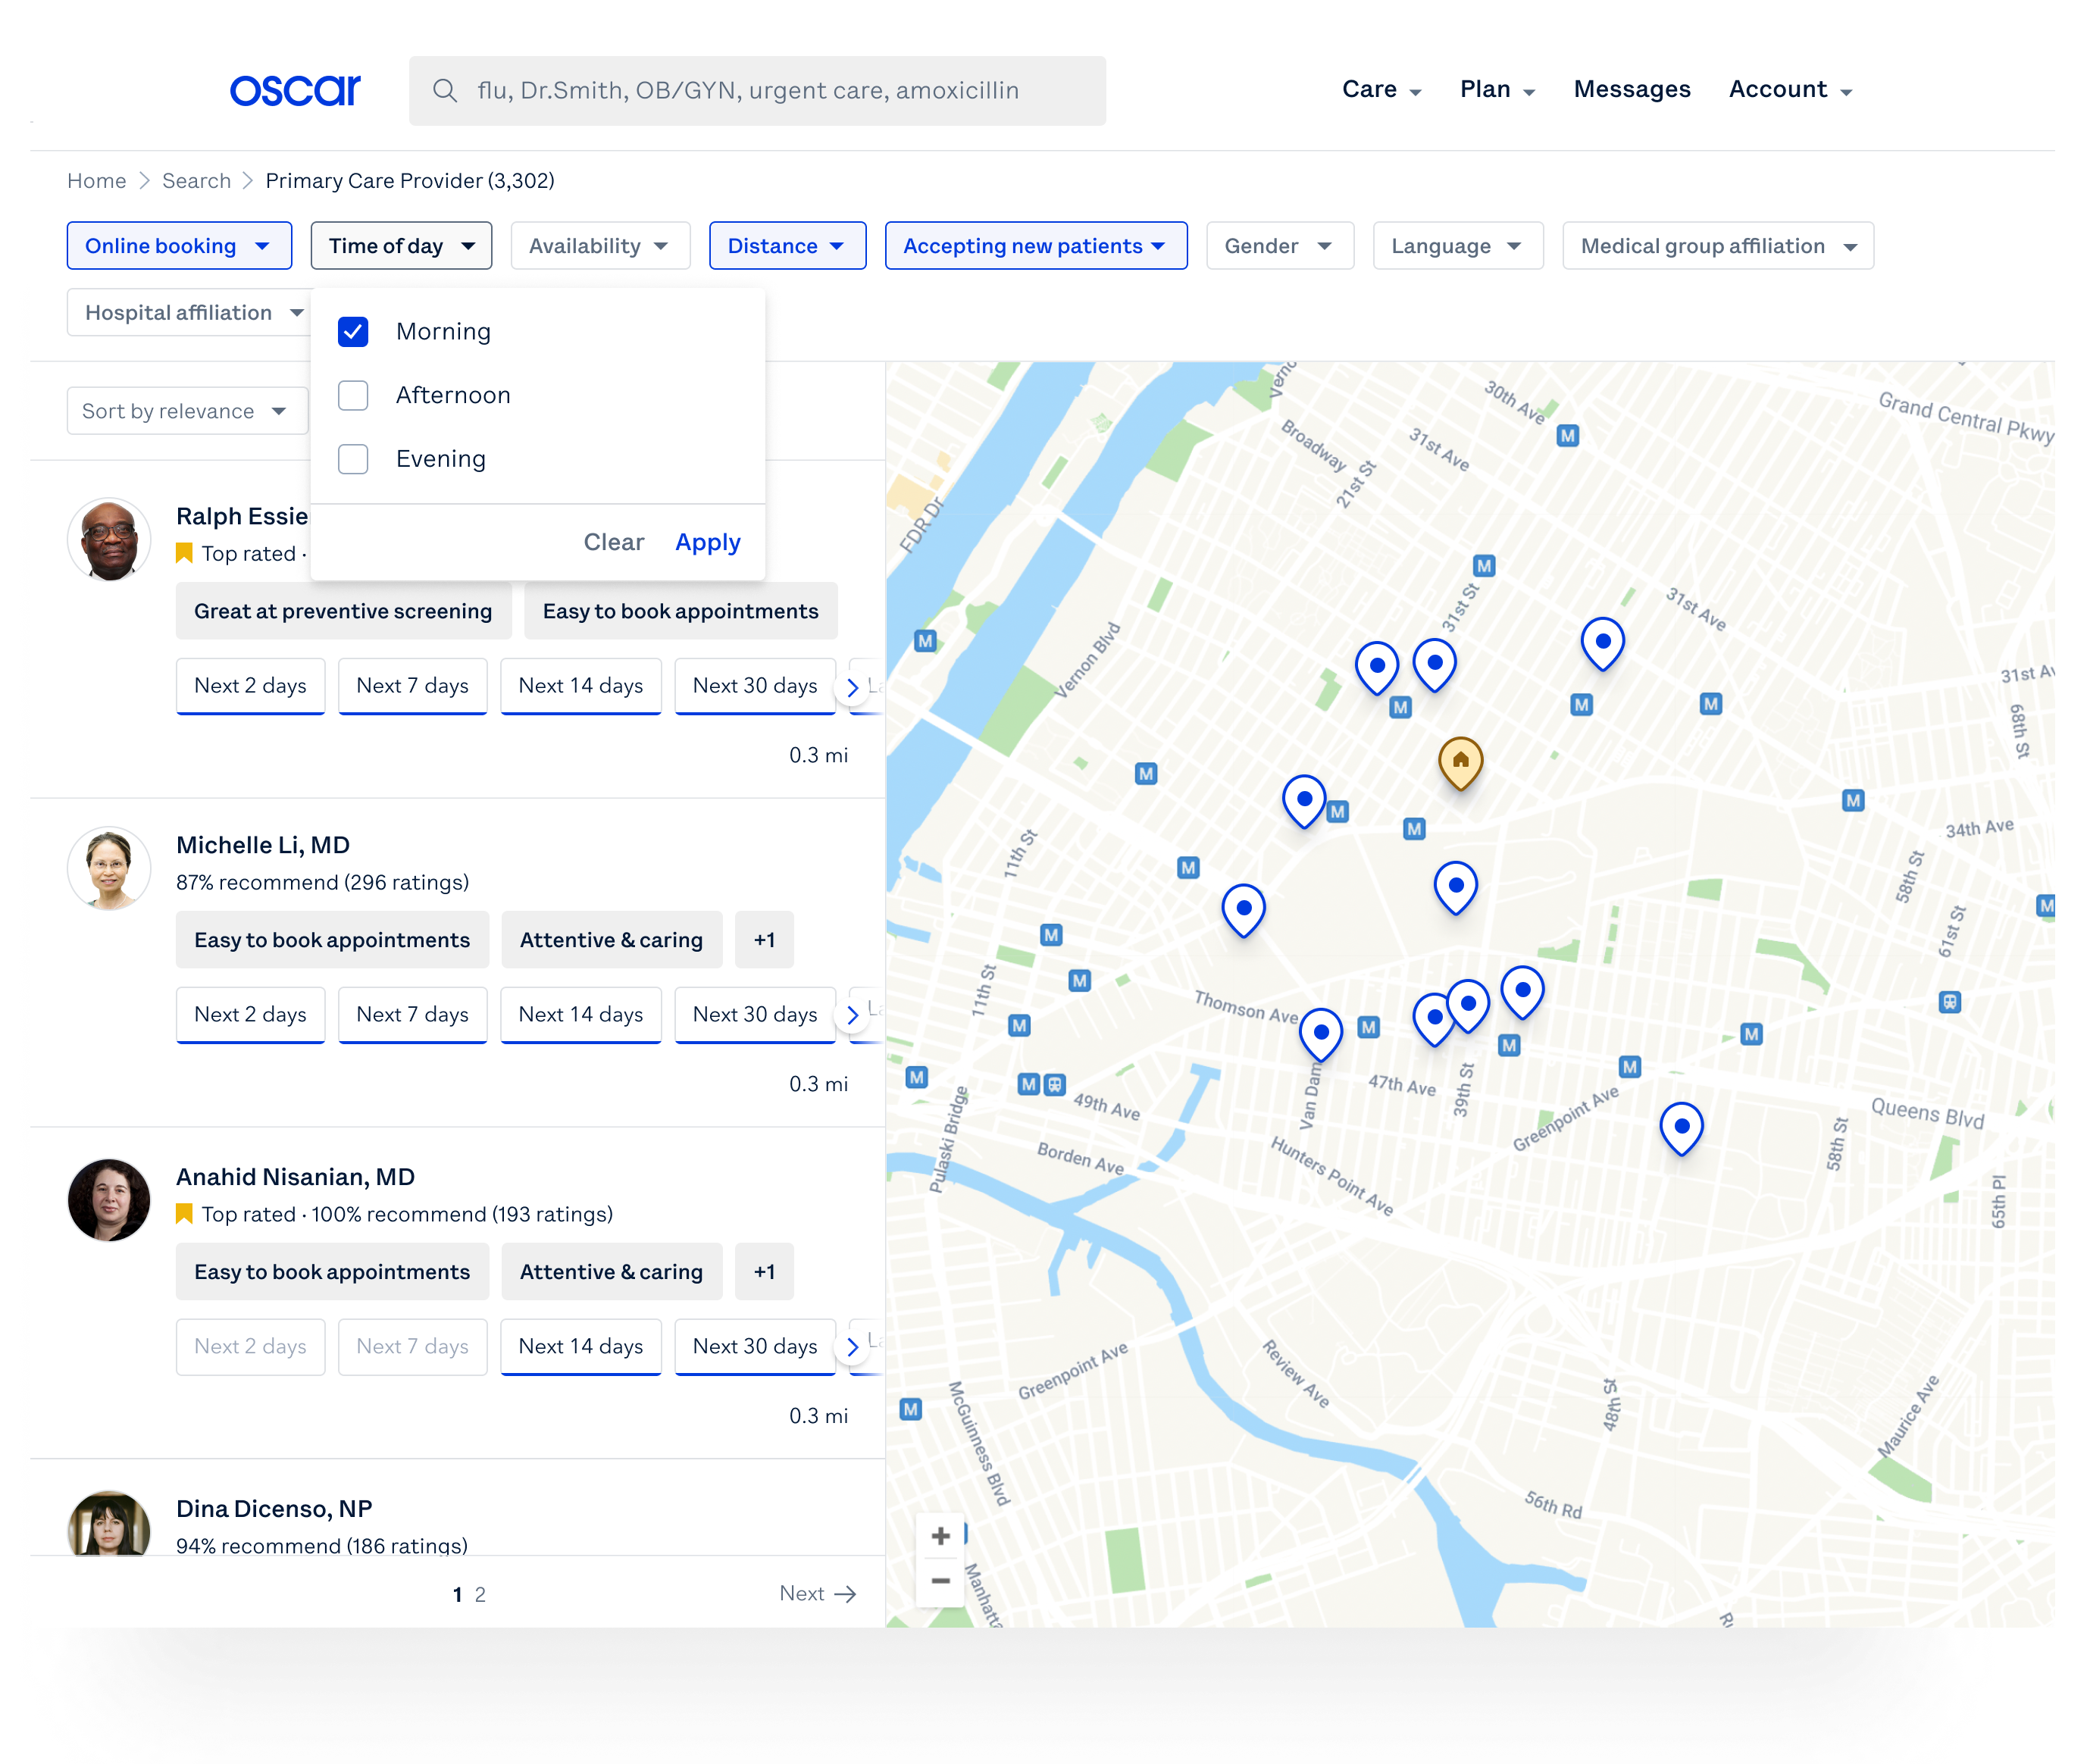 oscar
flu, Dr.Smith, OB/GYN, urgent care, amoxicillin
Care
Plan
Messages
Account
Home
Search
Primary Care Provider (3,302)
Online booking
Time of day
Availability
Distance
Accepting new patients
Gender
Language
Medical group affiliation
Hospital affiliation
Morning
Afternoon
Evening
Clear
Apply
Sort by relevance
Ralph
Top rated ·
Great at preventive screening
Easy to book appointments
Next 2 days
Next 7 days
Next 14 days
Next 30 days
0.3 mi
Michelle Li, MD
87% recommend (296 ratings)
Easy to book appointments
Attentive & caring
+1
Next 2 days
Next 7 days
Next 14 days
Next 30 days
0.3 mi
Anahid Nisanian, MD
Top rated · 100% recommend (193 ratings)
Easy to book appointments
Attentive & caring
+1
Next 2 days
Next 7 days
Next 14 days
Next 30 days
0.3 mi
Dina Dicenso, NP
94% recommend (186 ratings)
1 2
Next
30th Ave
Grand Central Pkwy
Broadway
31st Ave
21st St
FDR Dr
M
M
31st St
31st Ave
M
Vernon Blvd
31st
68th St
M
M
M
M
M
M
M
34th Ave
11th St
M
58th St
M
61st St
M
M
11th St
Thomson Ave
M
M
M
M
M
M
M
M
47th Ave
39th St
Van Dam
49th Ave
Greenpoint Ave
Queens Blvd
Pulaski Bridge
Borden Ave
Hunters Point Ave
58th St
65th Pl
Greenpoint Ave
Review Ave
M
McGuinness Blvd
48th St
Maurice Ave
56th Rd
+
−